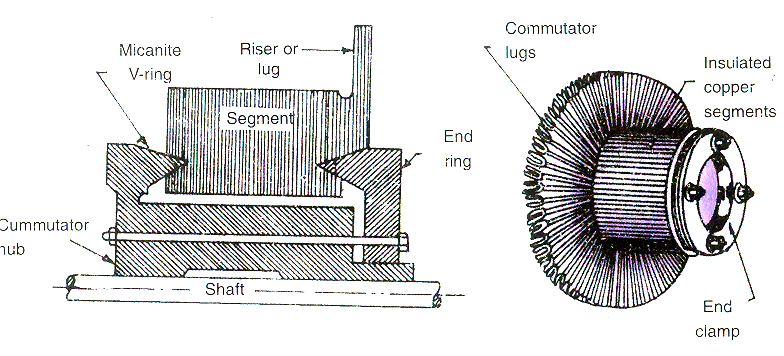 Micanite
V-ring
Riser or
lug
Segment
End
ring
Cummutator
hub
Shaft
Commutator
lugs
Insulated
copper
segments
End
clamp